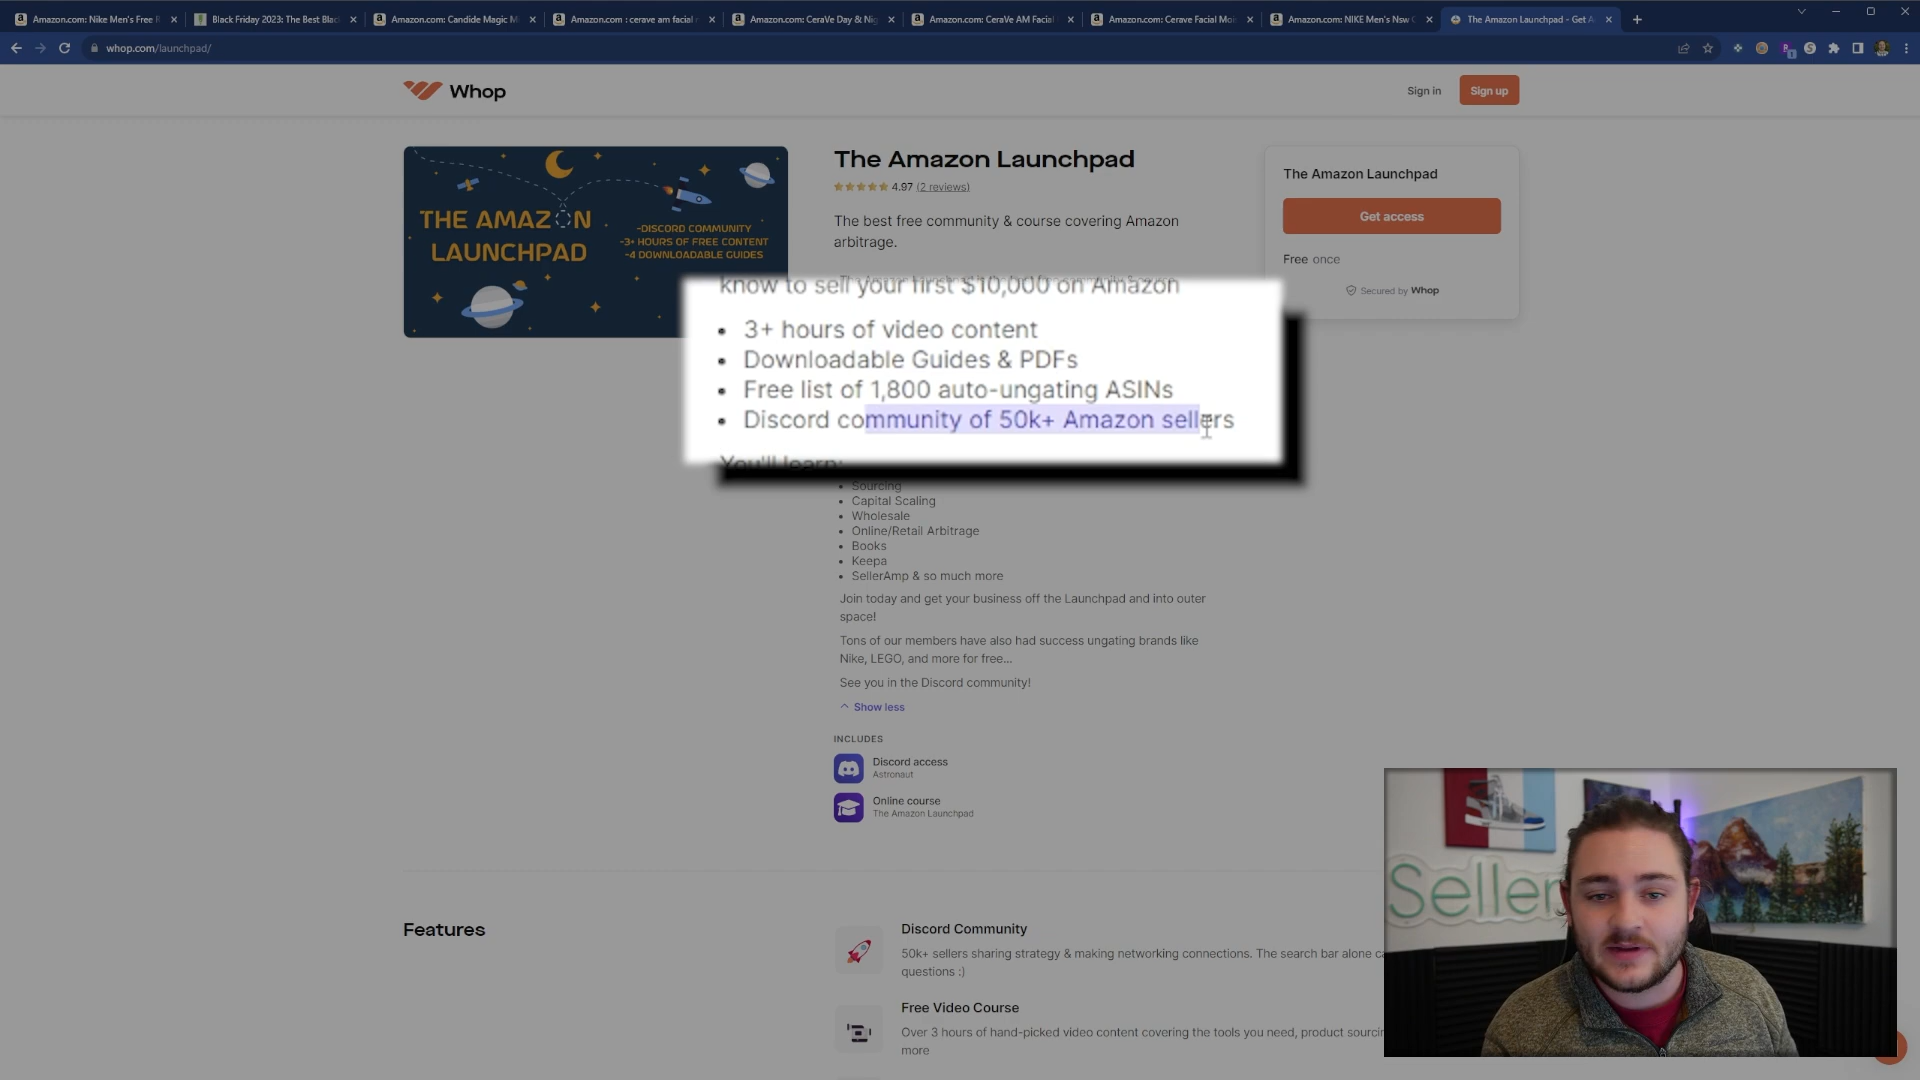 Amazon.com: Nike Men's Free R
Black Friday 2023: The Best Blac
Amazon.com: Candide Magic M
Amazon.com : cerave am facial
Amazon.com: CeraVe Day & Nig
Amazon.com: CeraVe AM Facial
Amazon.com: Cerave Facial Moi
Amazon.com: NIKE Men's Nsw C
The Amazon Launchpad - Get A
whop.com/launchpad/
Whop
Sign in
Sign up
THE AMAZON
LAUNCHPAD
-DISCORD COMMUNITY
-3+ HOURS OF FREE CONTENT
-4 DOWNLOADABLE GUIDES
The Amazon Launchpad
4.97 (2 reviews)
The best free community & course covering Amazon
arbitrage.
The Amazon Launchpad
Get access
Free once
Secured by Whop
know to sell your first $10,000 on Amazon
• 3+ hours of video content
• Downloadable Guides & PDFs
• Free list of 1,800 auto-ungating ASINs
• Discord community of 50k+ Amazon sellers
You'll learn:
• Sourcing
• Capital Scaling
• Wholesale
• Online/Retail Arbitrage
• Books
• Keepa
• SellerAmp & so much more
Join today and get your business off the Launchpad and into outer
space!
Tons of our members have also had success ungating brands like
Nike, LEGO, and more for free...
See you in the Discord community!
Show less
INCLUDES
Discord access
Astronaut
Online course
The Amazon Launchpad
Features
Discord Community
50k+ sellers sharing strategy & making networking connections. The search bar alone ca
questions :)
Free Video Course
Over 3 hours of hand-picked video content covering the tools you need, product sourcin
more
Seller